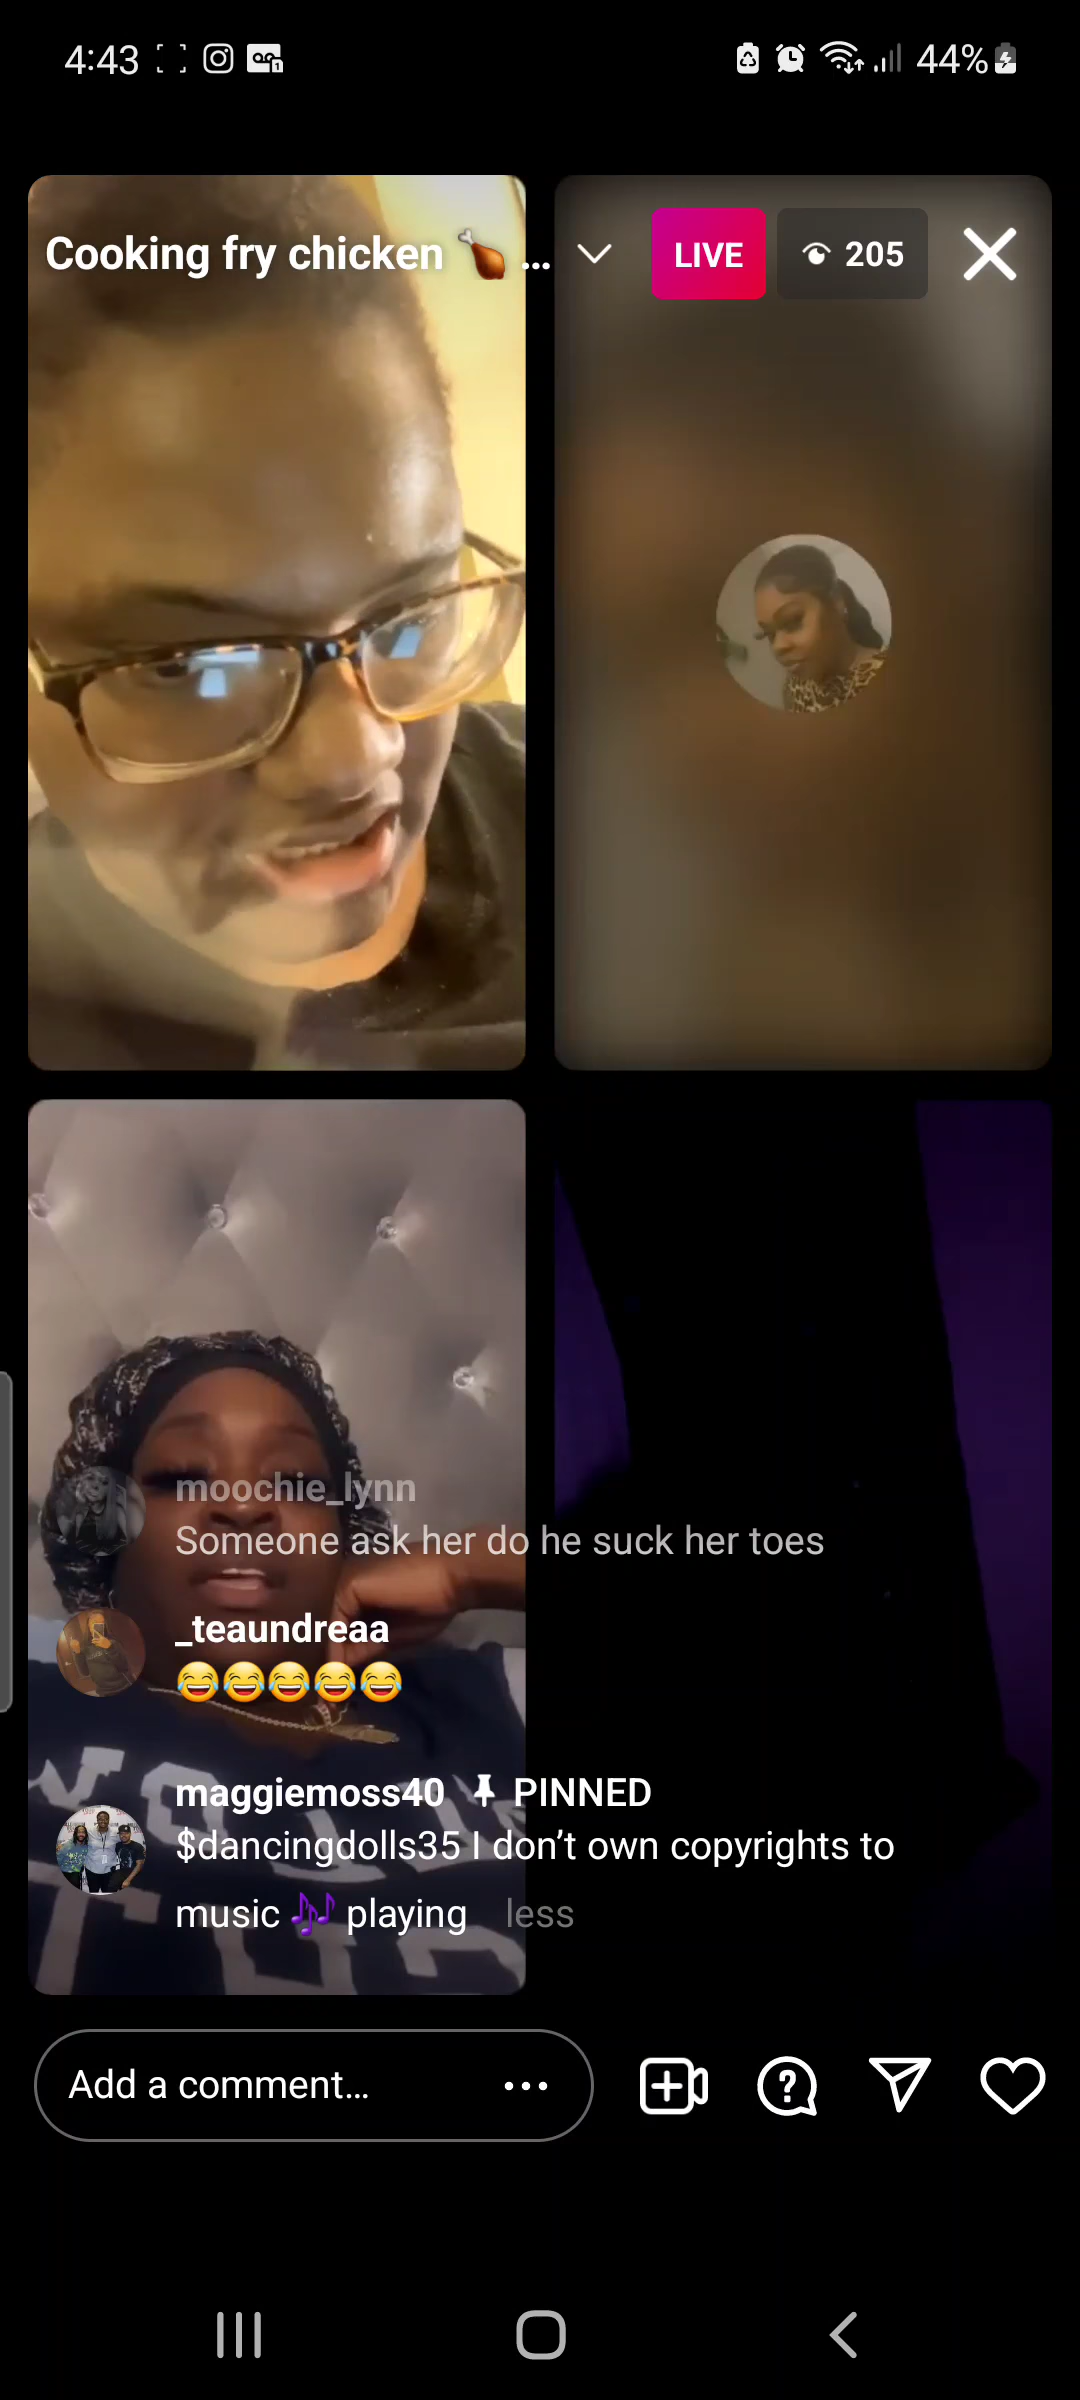 4:43
44%
Cooking fry chicken 🍗 ...
LIVE
205
moochie_lynn
Someone ask her do he suck her toes
_teaundreaa
😂😂😂😂😂
maggiemoss40 📌 PINNED
$dancingdolls35 I don't own copyrights to
music 🎶 playing less
Add a comment...